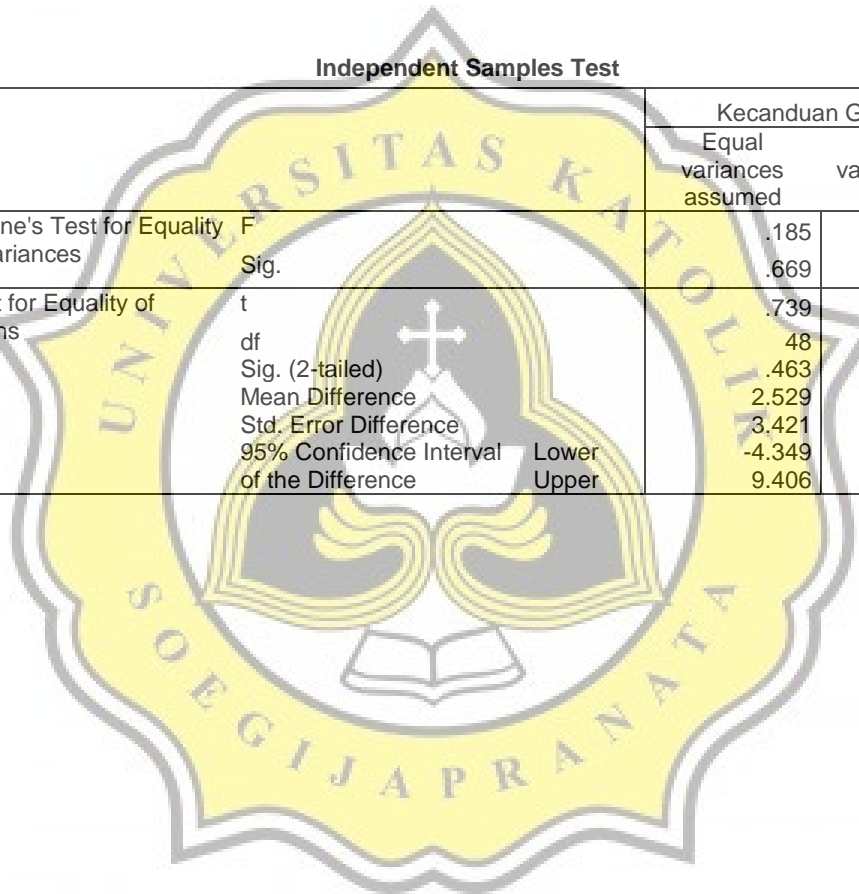 Independent Samples Test
Kecanduan G
Equal variances assumed
va
ne's Test for Equality
ariances
F .185
Sig. .669
t for Equality of
ns
t .739
df 48
Sig. (2-tailed) .463
Mean Difference 2.529
Std. Error Difference 3.421
95% Confidence Interval of the Difference Lower -4.349
Upper 9.406
UNIVERSITAS KATOLIK
SOEGIJAPRANATA